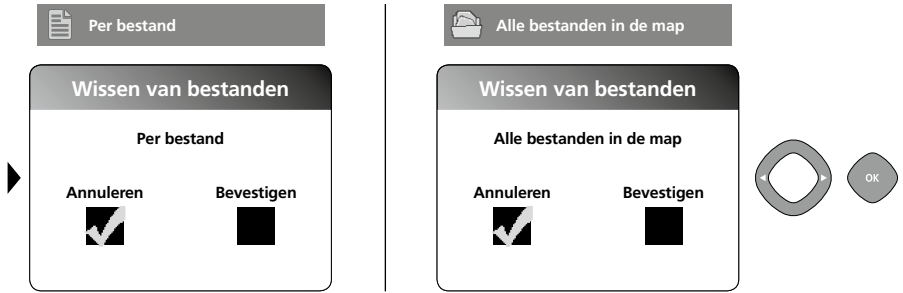 Per bestand
Wissen van bestanden
Per bestand
Annuleren Bevestigen
Alle bestanden in de map
Wissen van bestanden
Alle bestanden in de map
Annuleren Bevestigen
OK